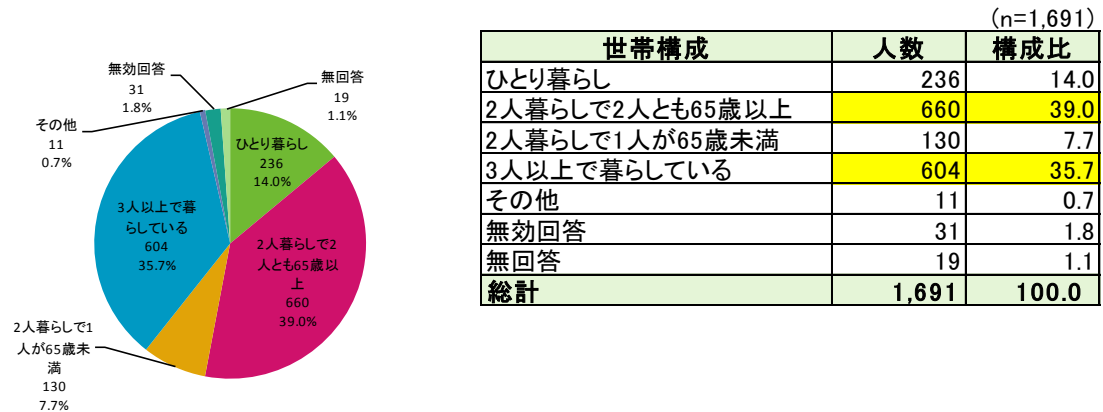 無効回答
31
1.8%
無回答
19
1.1%
その他
11
0.7%
ひとり暮らし
236
14.0%
3人以上で暮
らしている
604
35.7%
2人暮らしで2
人とも65歳以
上
660
39.0%
2人暮らしで1
人が65歳未
満
130
7.7%
(n=1,691)
世帯構成 人数 構成比
ひとり暮らし 236 14.0
2人暮らしで2人とも65歳以上 660 39.0
2人暮らしで1人が65歳未満 130 7.7
3人以上で暮らしている 604 35.7
その他 11 0.7
無効回答 31 1.8
無回答 19 1.1
総計 1,691 100.0